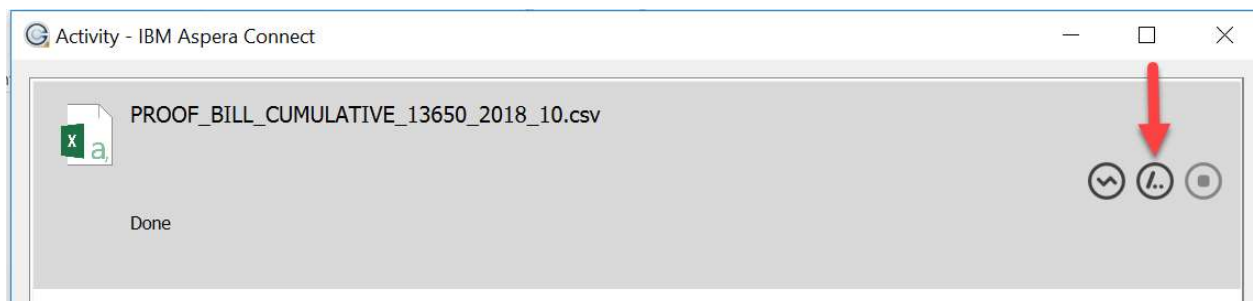 Activity - IBM Aspera Connect
PROOF_BILL_CUMULATIVE_13650_2018_10.csv
X a,
/..
Done